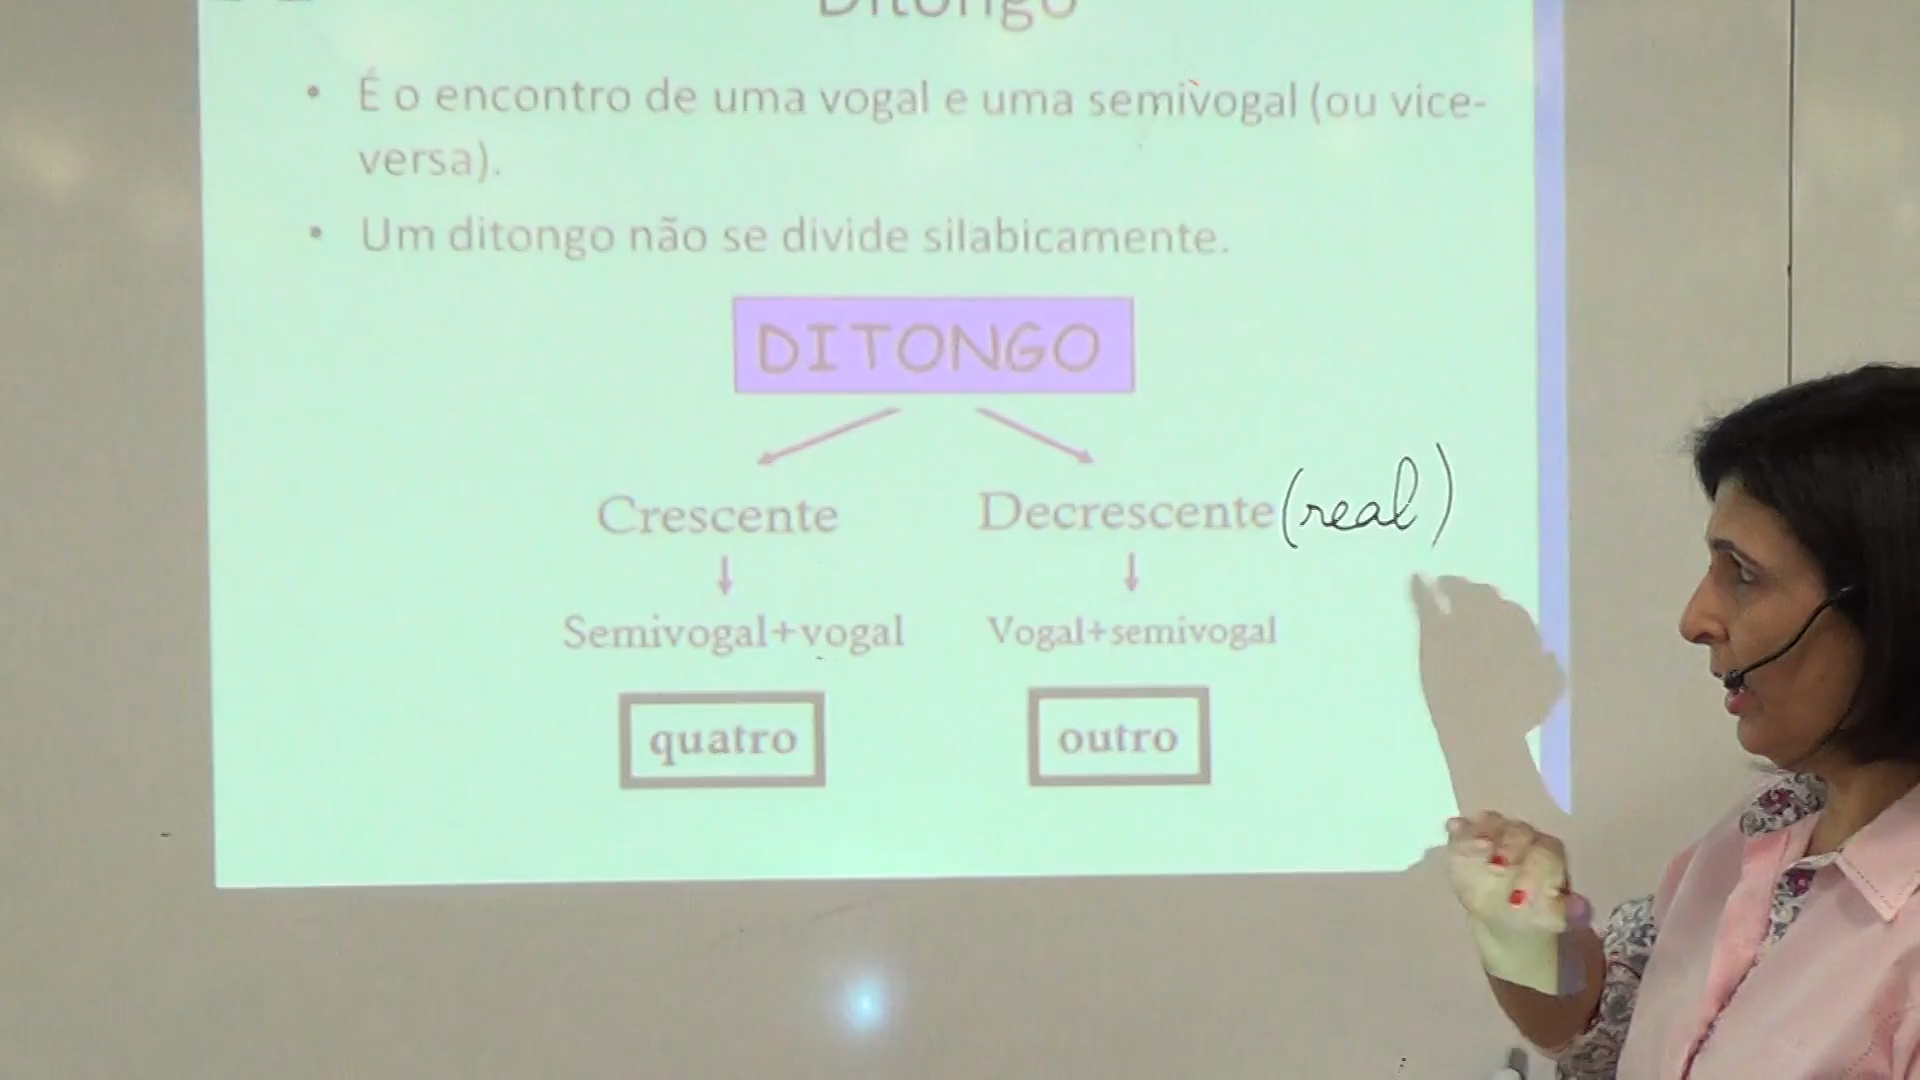 Ditongo
• É o encontro de uma vogal e uma semivogal (ou vice-
versa).
• Um ditongo não se divide silabicamente.
DITONGO
Crescente
Decrescente (real)
Semivogal+vogal
Vogal+semivogal
quatro
outro